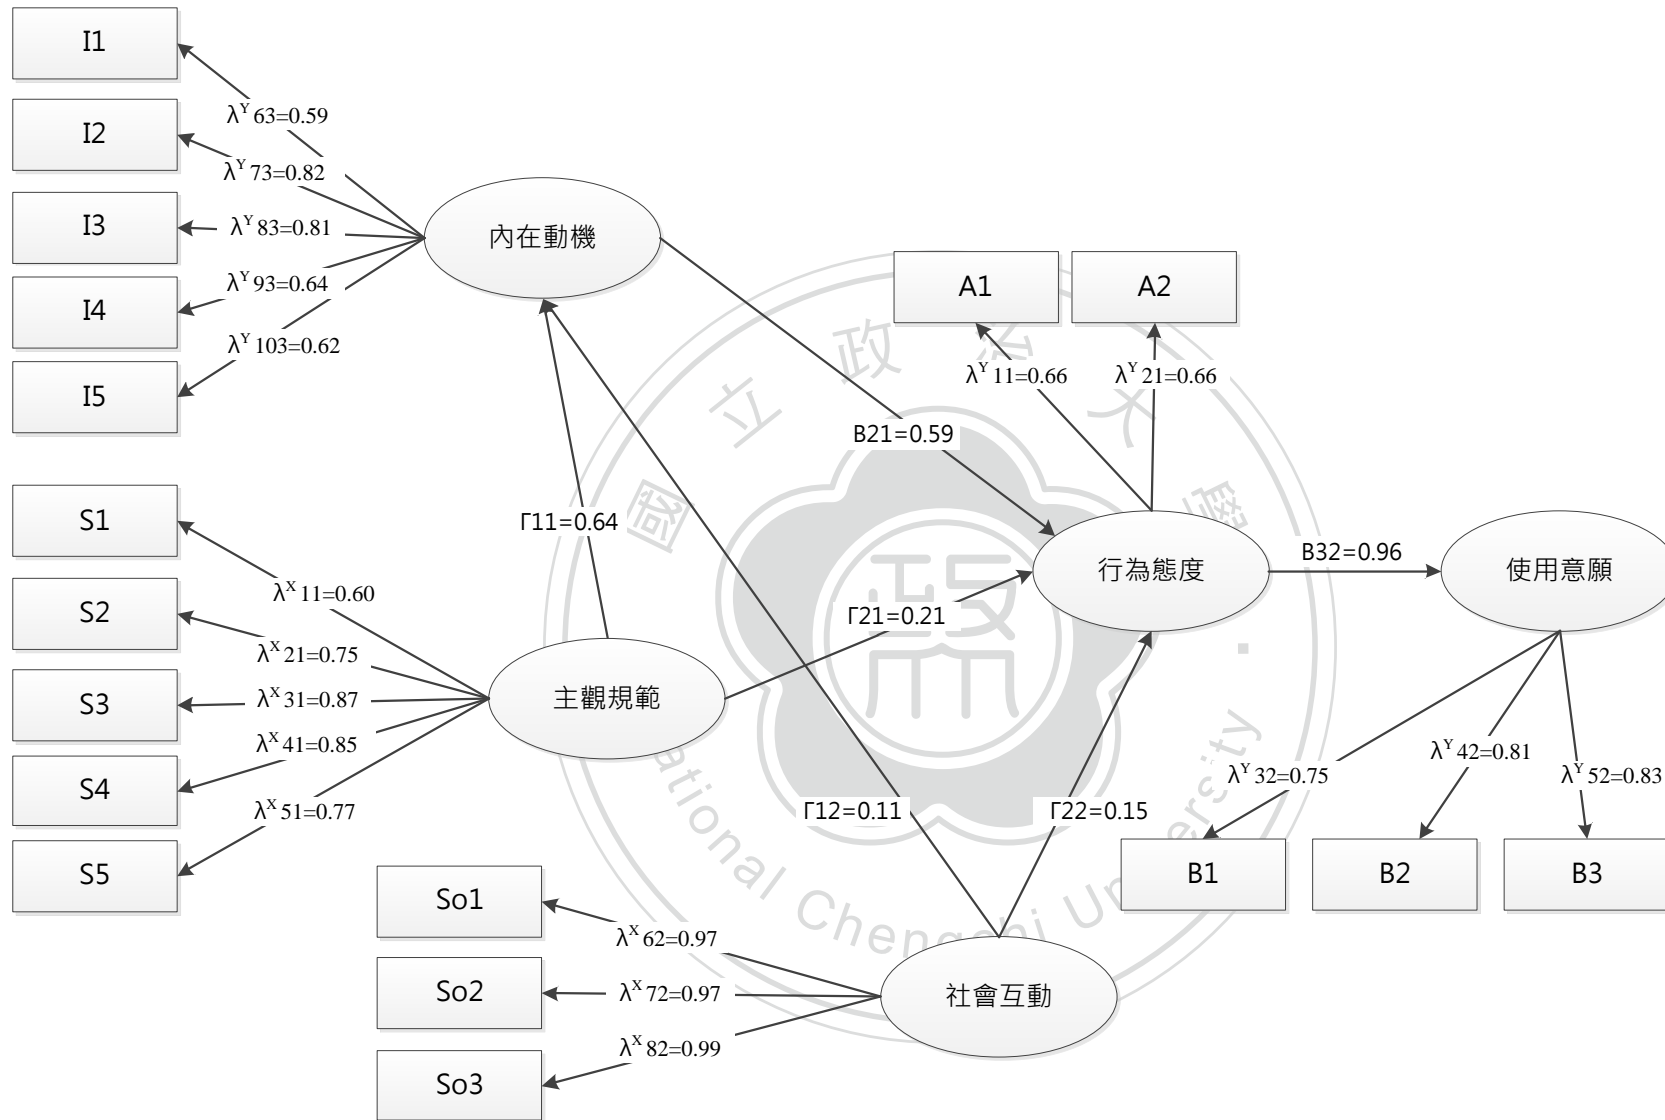 I1
λY 63=0.59
I2
λY 73=0.82
I3
λY 83=0.81
內在動機
I4
λY 93=0.64
I5
λY 103=0.62
A1
A2
λY 11=0.66
λY 21=0.66
B21=0.59
S1
Γ11=0.64
λX 11=0.60
S2
λX 21=0.75
S3
λX 31=0.87
主觀規範
S4
λX 41=0.85
S5
λX 51=0.77
Γ21=0.21
行為態度
B32=0.96
使用意願
Γ12=0.11
Γ22=0.15
λY 32=0.75
λY 42=0.81
λY 52=0.83
B1
B2
B3
So1
λX 62=0.97
So2
λX 72=0.97
社會互動
So3
λX 82=0.99
立 政 大
Chengchi